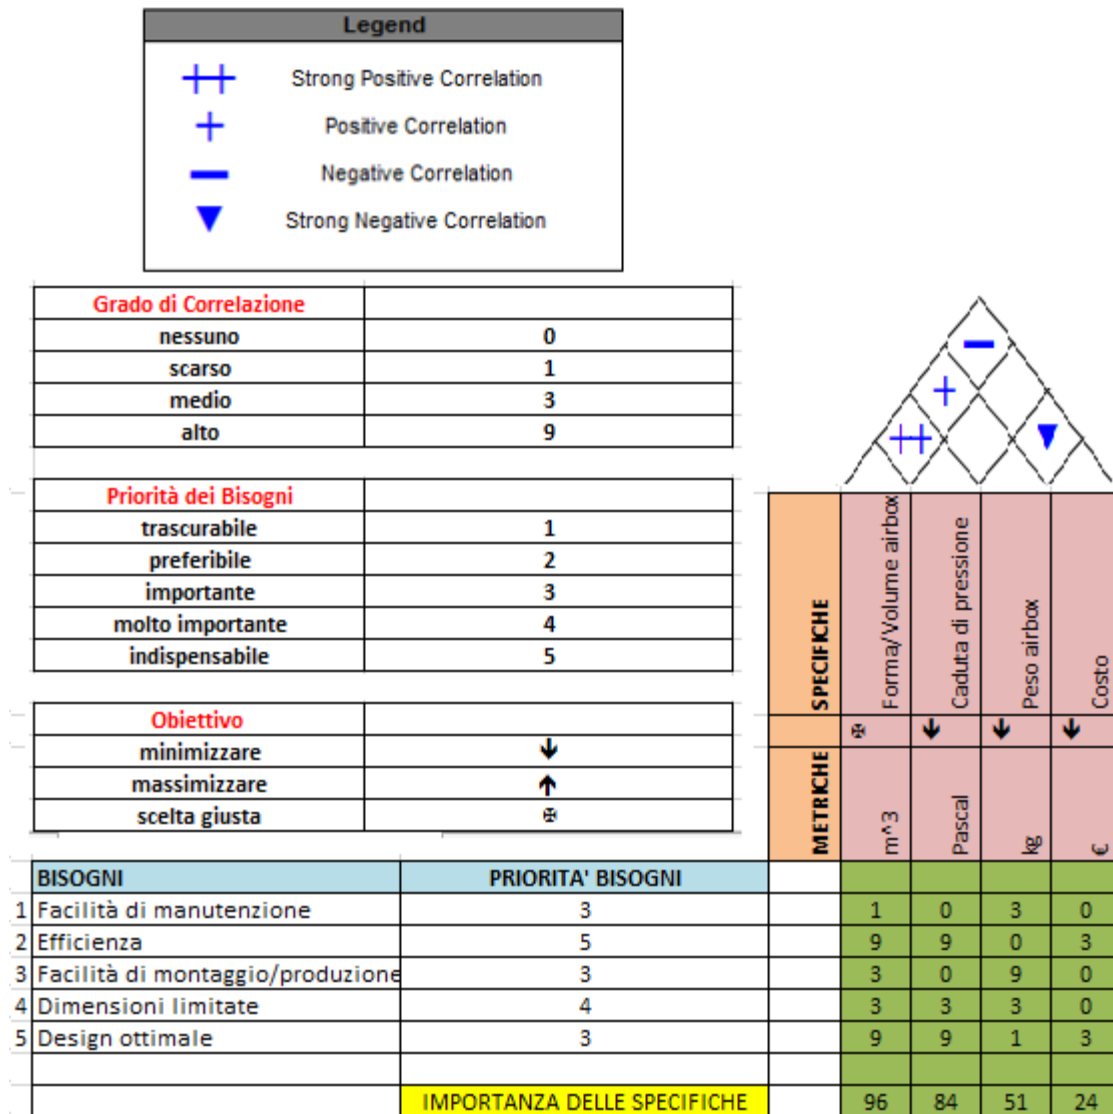 Legend
Strong Positive Correlation
Positive Correlation
Negative Correlation
Strong Negative Correlation
Grado di Correlazione
nessuno 0
scarso 1
medio 3
alto 9
Priorità dei Bisogni
trascurabile 1
preferibile 2
importante 3
molto importante 4
indispensabile 5
Obiettivo
minimizzare ↓
massimizzare ↑
scelta giusta ✠
SPECIFICHE Forma/Volume airbox Caduta di pressione Peso airbox Costo
✠ ↓ ↓ ↓
METRICHE m^3 Pascal kg €
BISOGNI PRIORITA' BISOGNI
1 Facilità di manutenzione 3 1 0 3 0
2 Efficienza 5 9 9 0 3
3 Facilità di montaggio/produzione 3 3 0 9 0
4 Dimensioni limitate 4 3 3 3 0
5 Design ottimale 3 9 9 1 3
IMPORTANZA DELLE SPECIFICHE 96 84 51 24